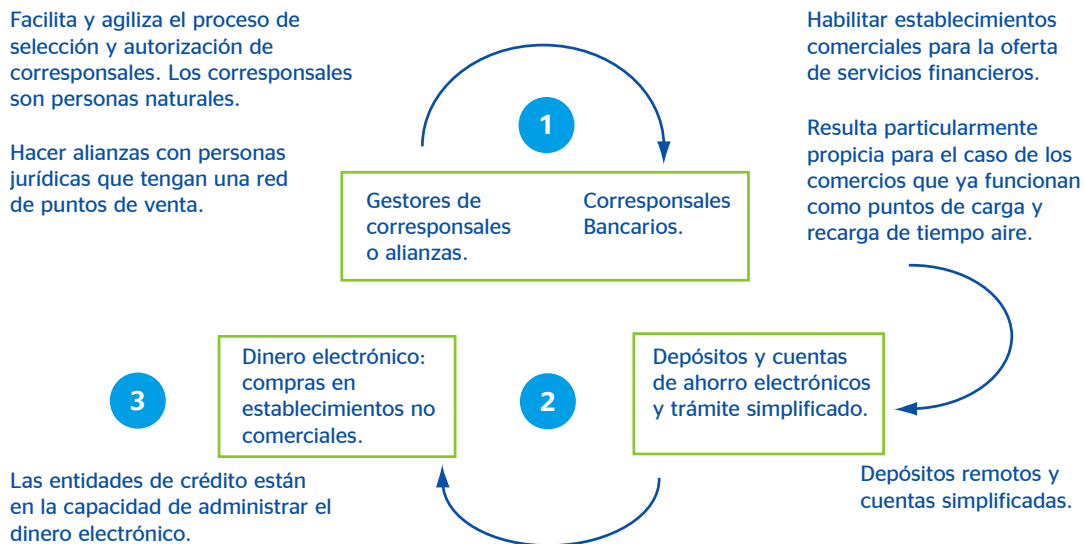 Facilita y agiliza el proceso de
selección y autorización de
corresponsales. Los corresponsales
son personas naturales.
Hacer alianzas con personas
jurídicas que tengan una red
de puntos de venta.
1
Gestores de
corresponsales
o alianzas.
Corresponsales
Bancarios.
Habilitar establecimientos
comerciales para la oferta
de servicios financieros.
Resulta particularmente
propicia para el caso de los
comercios que ya funcionan
como puntos de carga y
recarga de tiempo aire.
3
Dinero electrónico:
compras en
establecimientos no
comerciales.
2
Depósitos y cuentas
de ahorro electrónicos
y trámite simplificado.
Las entidades de crédito están
en la capacidad de administrar el
dinero electrónico.
Depósitos remotos y
cuentas simplificadas.